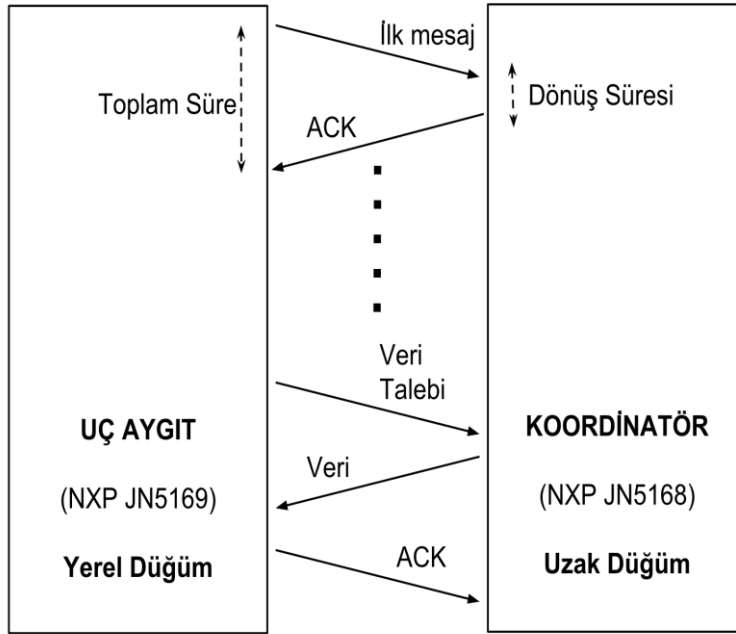 İlk mesaj
Toplam Süre
Dönüş Süresi
ACK
Veri
Talebi
UÇ AYGIT
KOORDİNATÖR
Veri
(NXP JN5169)
(NXP JN5168)
ACK
Yerel Düğüm
Uzak Düğüm